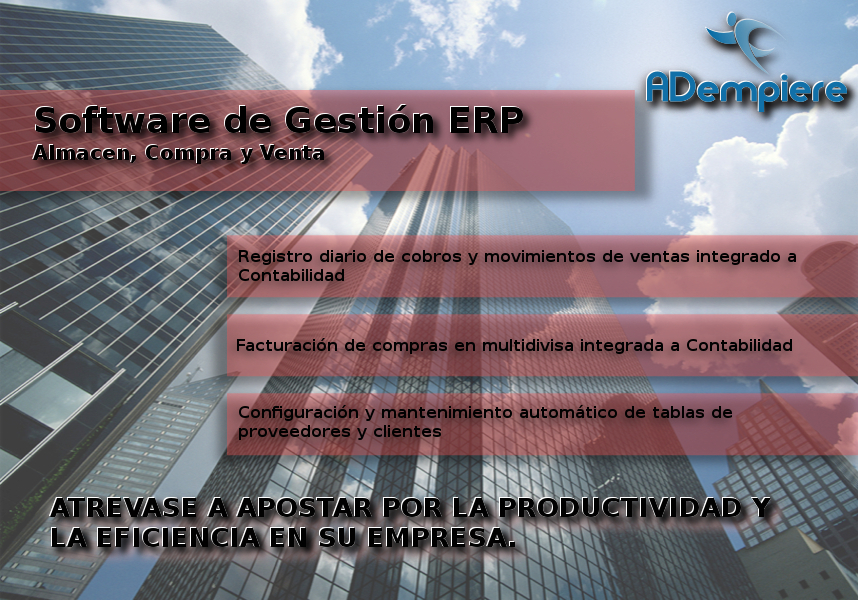 ADempiere
Software de Gestión ERP
Almacen, Compra y Venta
Registro diario de cobros y movimientos de ventas integrado a
Contabilidad
Facturación de compras en multidivisa integrada a Contabilidad
Configuración y mantenimiento automático de tablas de
proveedores y clientes
ATREVASE A APOSTAR POR LA PRODUCTIVIDAD Y
LA EFICIENCIA EN SU EMPRESA.